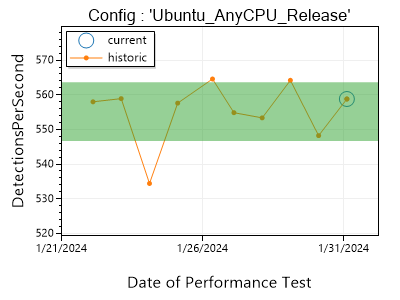 Config : 'Ubuntu_AnyCPU_Release'
current
historic
DetectionsPerSecond
570
560
550
540
530
520
1/21/2024
1/26/2024
1/31/2024
Date of Performance Test